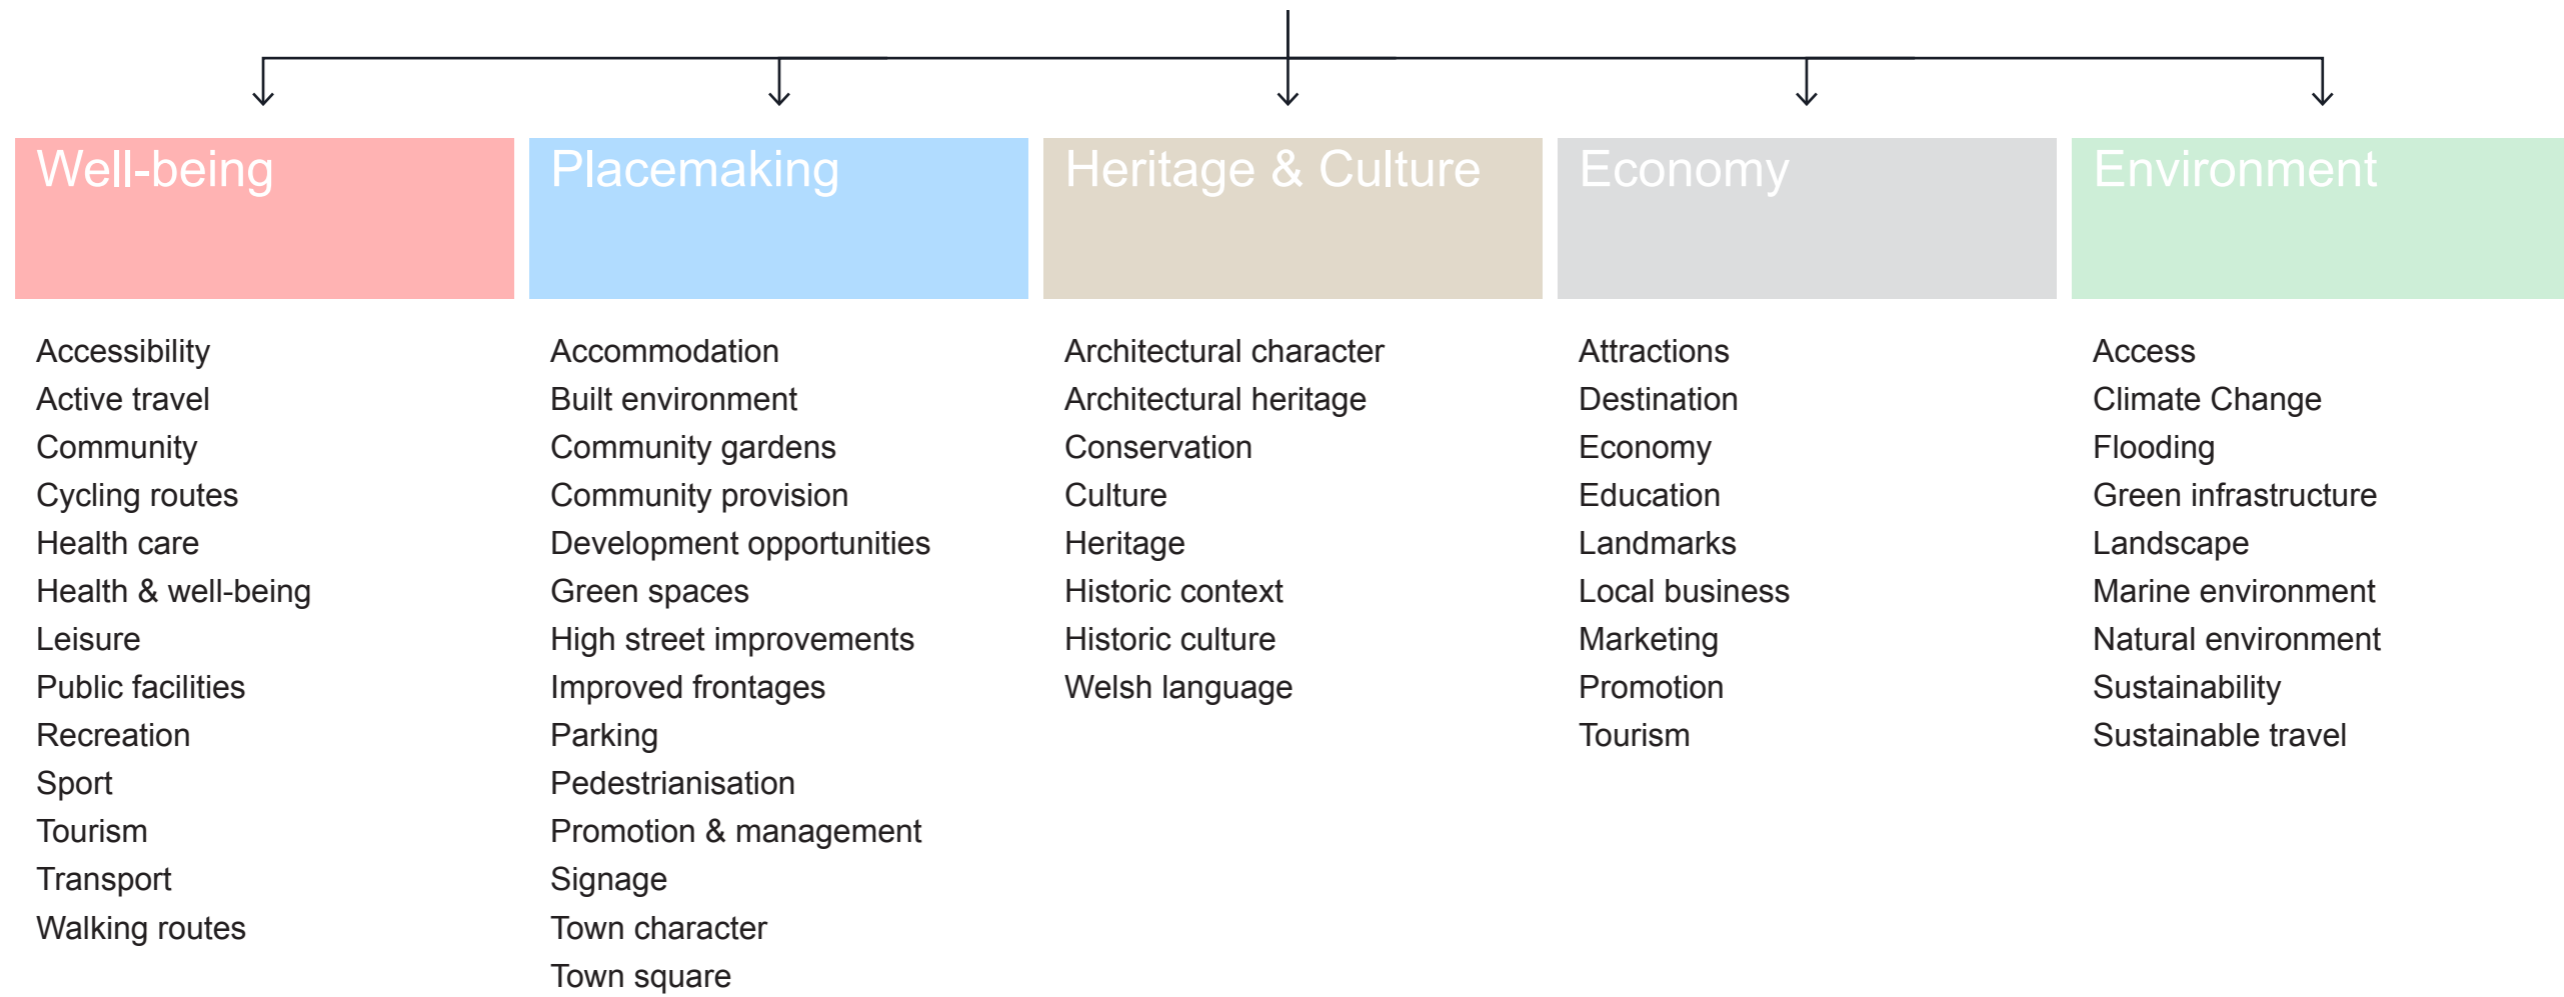 Well-being
Accessibility
Active travel
Community
Cycling routes
Health care
Health & well-being
Leisure
Public facilities
Recreation
Sport
Tourism
Transport
Walking routes
Placemaking
Accommodation
Built environment
Community gardens
Community provision
Development opportunities
Green spaces
High street improvements
Improved frontages
Parking
Pedestrianisation
Promotion & management
Signage
Town character
Town square
Heritage & Culture
Architectural character
Architectural heritage
Conservation
Culture
Heritage
Historic context
Historic culture
Welsh language
Economy
Attractions
Destination
Economy
Education
Landmarks
Local business
Marketing
Promotion
Tourism
Environment
Access
Climate Change
Flooding
Green infrastructure
Landscape
Marine environment
Natural environment
Sustainability
Sustainable travel